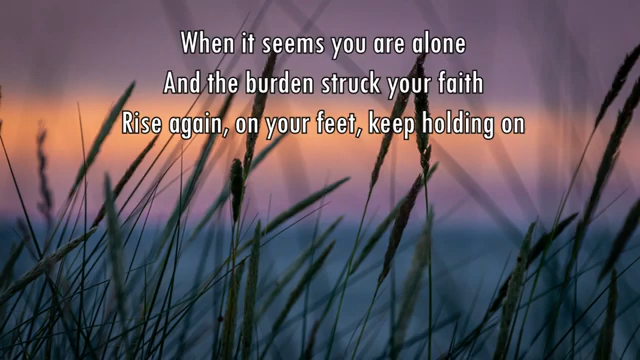 When it seems you are alone
And the burden struck your faith
Rise again, on your feet, keep holding on